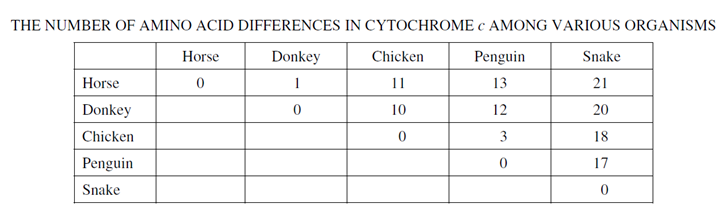 THE NUMBER OF AMINO ACID DIFFERENCES IN CYTOCHROME c AMONG VARIOUS ORGANISMS
Horse Donkey Chicken Penguin Snake
Horse 0 1 11 13 21
Donkey 0 10 12 20
Chicken 0 3 18
Penguin 0 17
Snake 0